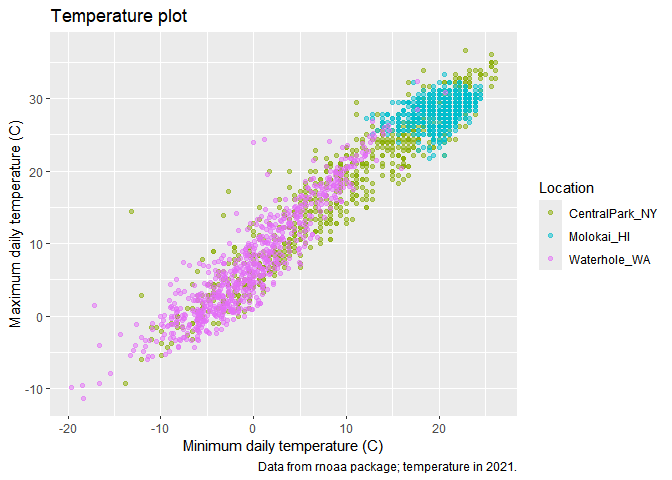 Temperature plot
Maximum daily temperature (C)
30
20
10
0
-10
-20
-10
0
10
20
Minimum daily temperature (C)
Location
CentralPark_NY
Molokai_HI
Waterhole_WA
Data from rnoaa package; temperature in 2021.